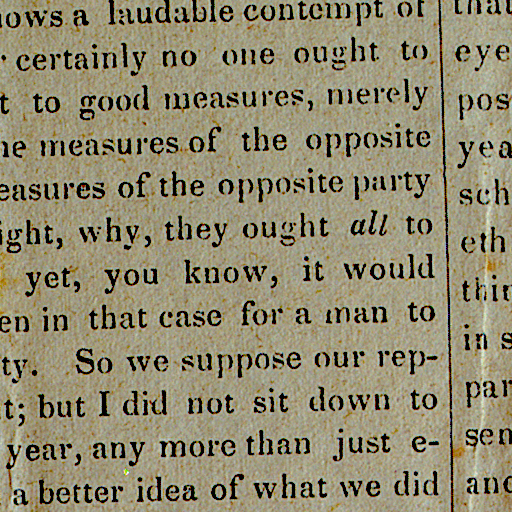 ows a laudable contempt of
certainly no one ought to
t to good measures, merely
he measures of the opposite
easures of the opposite party
ight, why, they ought all to
yet, you know, it would
en in that case for a man to
ty. So we suppose our rep-
t; but I did not sit down to
year, any more than just e-
a better idea of what we did
that
eye
pos
yea
sch
eth
thin
in s
par
sen
and